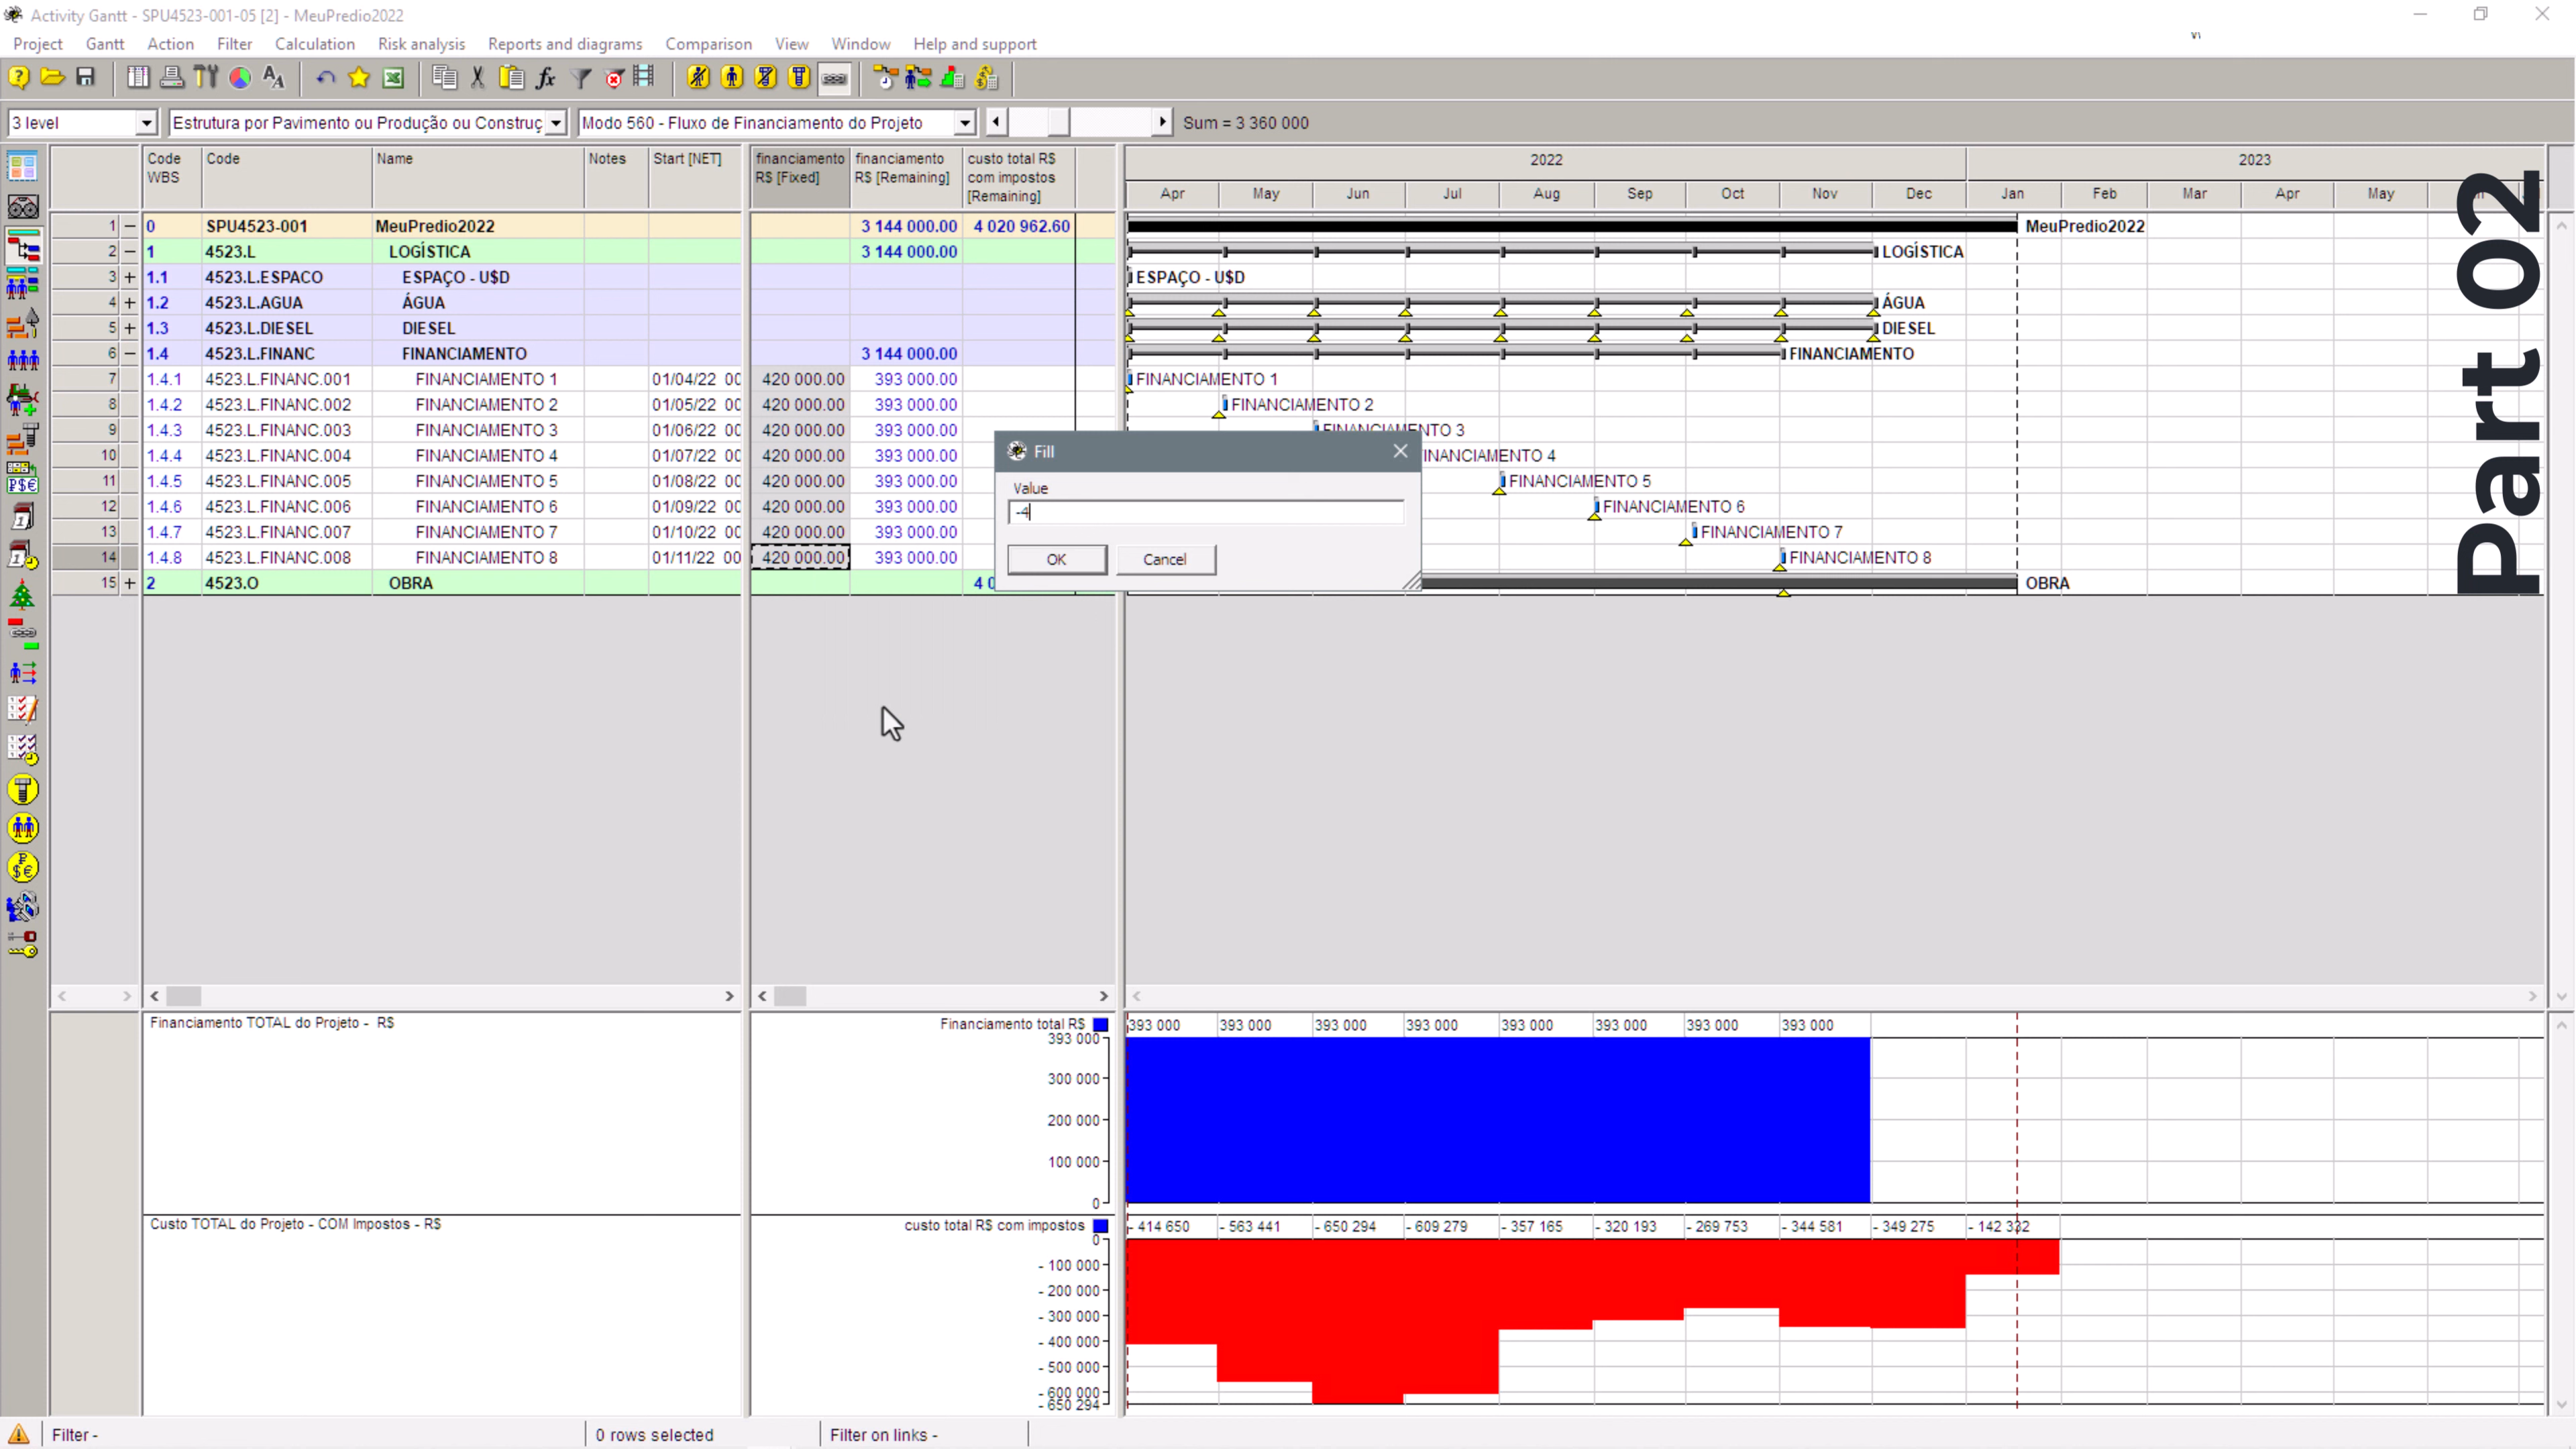 Activity Gantt - SPU4523-001-05 [2] - MeuPredio2022
Project Gantt Action Filter Calculation Risk analysis Reports and diagrams Comparison View Window Help and support
3 level Estrutura por Pavimento ou Produção ou Construç Modo 560 - Fluxo de Financiamento do Projeto Sum = 3 360 000
Code WBS Code Name Notes Start [NET] financiamento R$ [Fixed] financiamento R$ [Remaining] custo total R$ com impostos [Remaining]
2022 2023
Apr May Jun Jul Aug Sep Oct Nov Dec Jan Feb Mar Apr May
1 0 SPU4523-001 MeuPredio2022 3 144 000.00 4 020 962.60 MeuPredio2022
2 1 4523.L LOGÍSTICA 3 144 000.00 LOGÍSTICA
3 1.1 4523.L.ESPACO ESPAÇO - U$D ESPAÇO - U$D
4 1.2 4523.L.AGUA ÁGUA ÁGUA
5 1.3 4523.L.DIESEL DIESEL DIESEL
6 1.4 4523.L.FINANC FINANCIAMENTO 3 144 000.00 FINANCIAMENTO
7 1.4.1 4523.L.FINANC.001 FINANCIAMENTO 1 01/04/22 00 420 000.00 393 000.00 FINANCIAMENTO 1
8 1.4.2 4523.L.FINANC.002 FINANCIAMENTO 2 01/05/22 00 420 000.00 393 000.00 FINANCIAMENTO 2
9 1.4.3 4523.L.FINANC.003 FINANCIAMENTO 3 01/06/22 00 420 000.00 393 000.00 FINANCIAMENTO 3
10 1.4.4 4523.L.FINANC.004 FINANCIAMENTO 4 01/07/22 00 420 000.00 393 000.00 INANCIAMENTO 4
11 1.4.5 4523.L.FINANC.005 FINANCIAMENTO 5 01/08/22 00 420 000.00 393 000.00 FINANCIAMENTO 5
12 1.4.6 4523.L.FINANC.006 FINANCIAMENTO 6 01/09/22 00 420 000.00 393 000.00 FINANCIAMENTO 6
13 1.4.7 4523.L.FINANC.007 FINANCIAMENTO 7 01/10/22 00 420 000.00 393 000.00 FINANCIAMENTO 7
14 1.4.8 4523.L.FINANC.008 FINANCIAMENTO 8 01/11/22 00 420 000.00 393 000.00 FINANCIAMENTO 8
15 2 4523.O OBRA 4 0 OBRA
Fill
Value
-4
OK Cancel
Part 02
Financiamento TOTAL do Projeto - R$ Financiamento total R$ 393 000 393 000 393 000 393 000 393 000 393 000 393 000 393 000
393 000
300 000
200 000
100 000
0
Custo TOTAL do Projeto - COM Impostos - R$ custo total R$ com impostos - 414 650 - 563 441 - 650 294 - 609 279 - 357 165 - 320 193 - 269 753 - 344 581 - 349 275 - 142 332
0
- 100 000
- 200 000
- 300 000
- 400 000
- 500 000
- 600 000
- 650 294
Filter - 0 rows selected Filter on links -